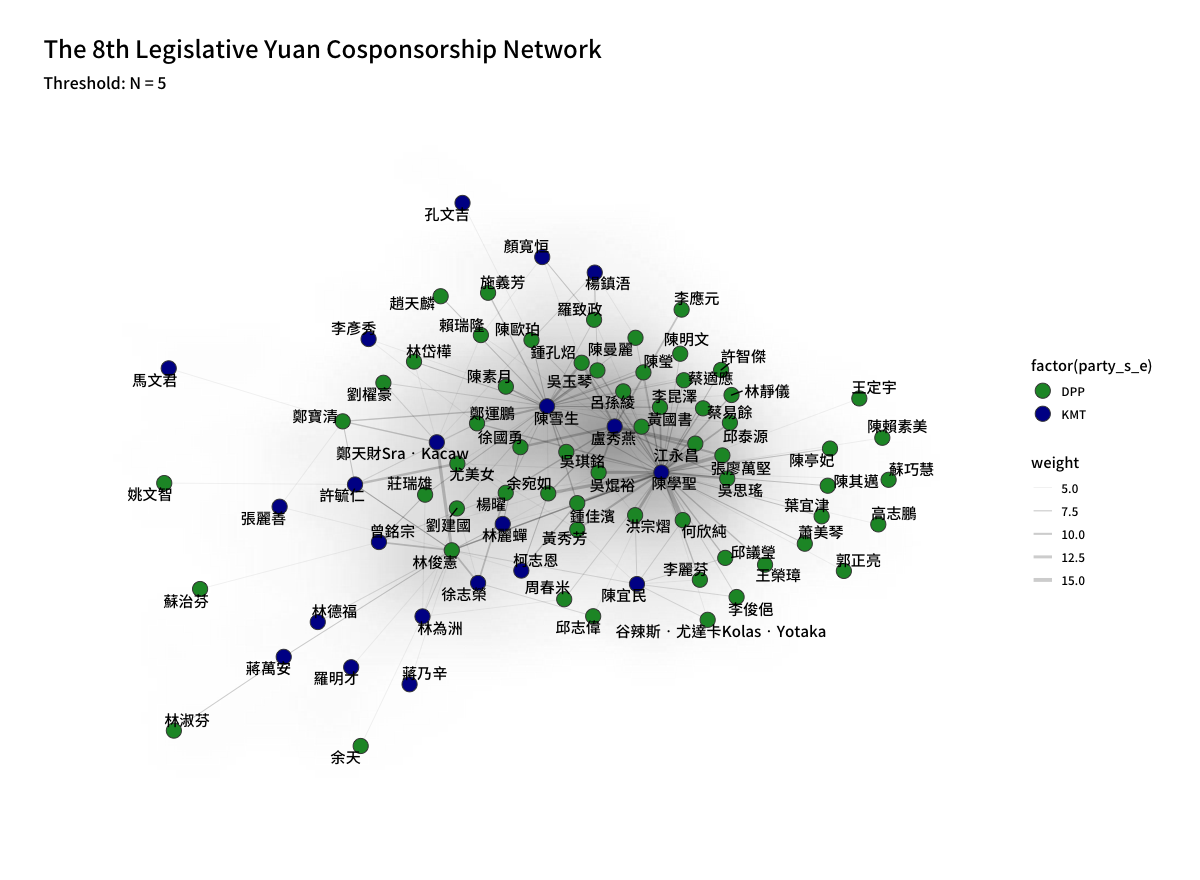 The 8th Legislative Yuan Cosponsorship Network
Threshold: N = 5
孔文吉
顏寬恒
施義芳
楊鎮浯
趙天麟
李應元
羅致政
李彥秀
賴瑞隆
陳歐珀
陳明文
林岱樺
鍾孔炤
陳曼麗
許智傑
陳瑩
馬文君
陳素月
吳玉琴
蔡適應
林靜儀
王定宇
劉櫂豪
呂孫綾
李昆澤
鄭寶清
鄭運鵬
陳雪生
黃國書
蔡易餘
陳賴素美
徐國勇
盧秀燕
邱泰源
鄭天財Sra．Kacaw
尤美女
吳琪銘
江永昌
張廖萬堅
陳亭妃
蘇巧慧
姚文智
許毓仁
莊瑞雄
余宛如
吳焜裕
陳學聖
吳思瑤
陳其邁
張麗善
楊曜
葉宜津
高志鵬
曾銘宗
劉建國
林麗蟬
鍾佳濱
洪宗熠
何欣純
蕭美琴
黃秀芳
林俊憲
柯志恩
邱議瑩
郭正亮
蘇治芬
徐志榮
周春米
陳宜民
李麗芬
王榮璋
林德福
李俊俋
林為洲
邱志偉
谷辣斯．尤達卡Kolas．Yotaka
蔣萬安
羅明才
蔣乃辛
林淑芬
余天
factor(party_s_e)
DPP
KMT
weight
5.0
7.5
10.0
12.5
15.0